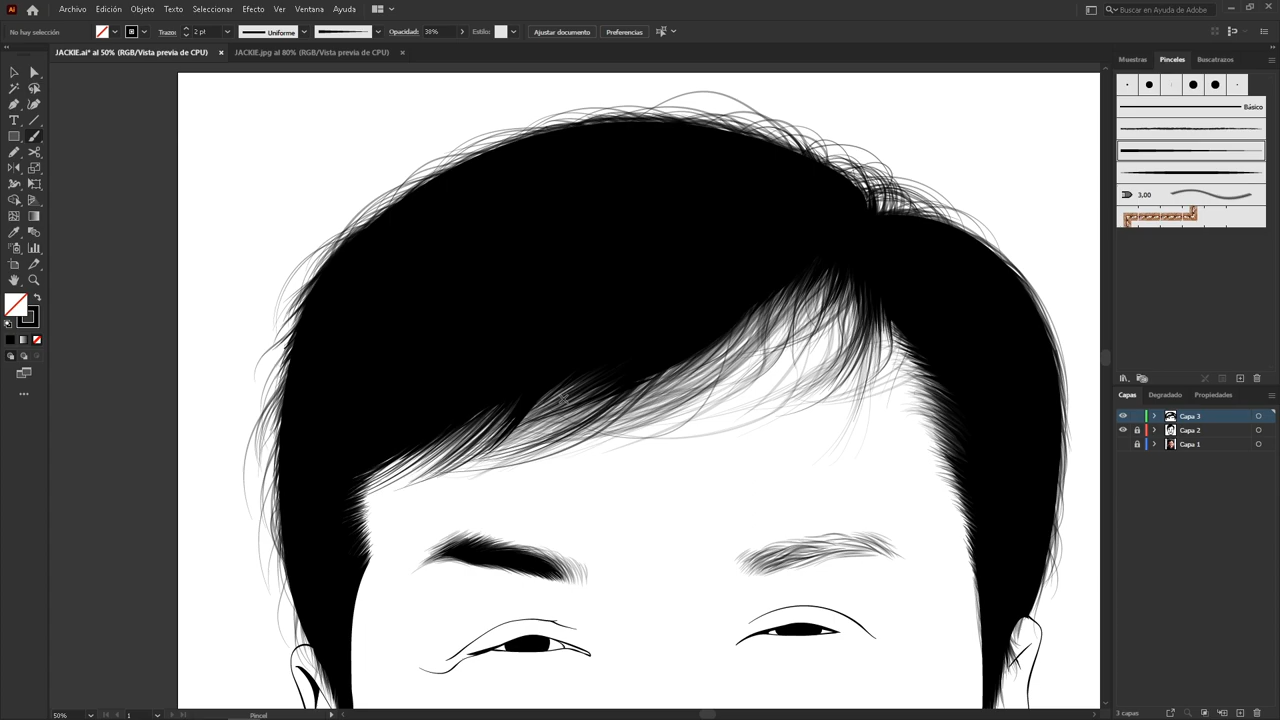 Ai Archivo Edición Objeto Texto Seleccionar Efecto Ver Ventana Ayuda Buscar en Ayuda de Adobe
No hay selección Trazo: 2 pt Uniforme Opacidad: 38% Estilo: Ajustar documento Preferencias
JACKIE.ai* al 50% (RGB/Vista previa de CPU) × JACKIE.jpg al 80% (RGB/Vista previa de CPU) ×
Muestras Pinceles Buscatrazos
Básico
3,00
Capas Degradado Propiedades
Capa 3
Capa 2
Capa 1
50% 1 Pincel 3 capas